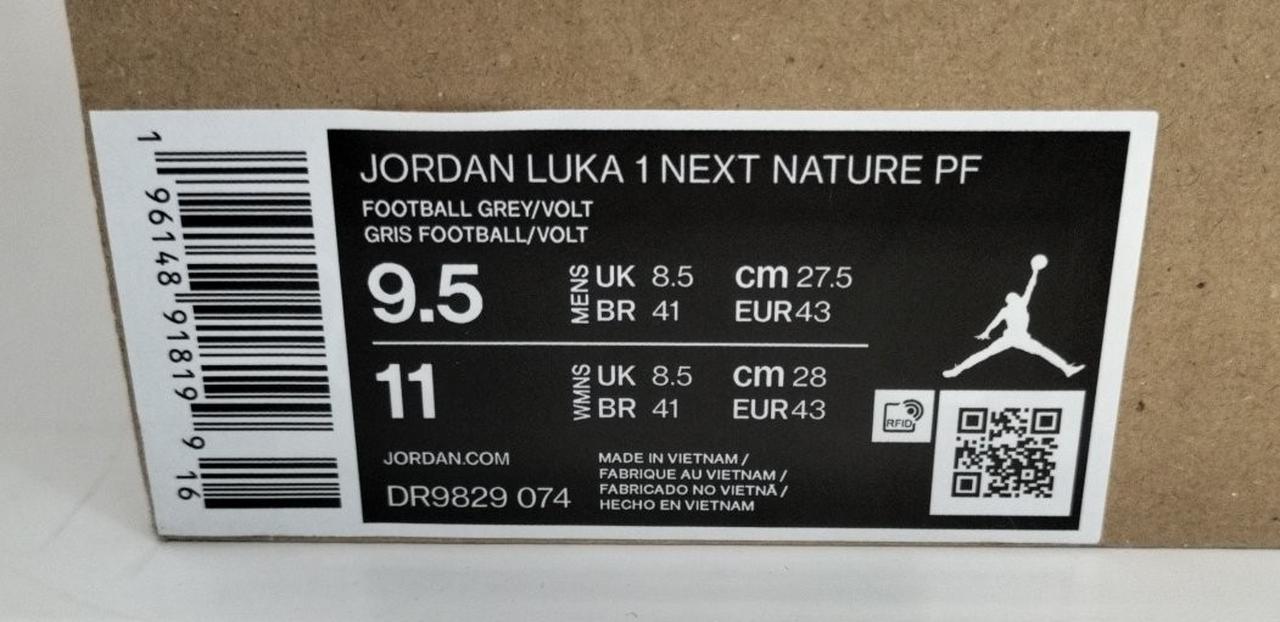 1 96148 91819 9 16
JORDAN LUKA 1 NEXT NATURE PF
FOOTBALL GREY/VOLT
GRIS FOOTBALL/VOLT
9.5 MENS UK 8.5 cm 27.5
BR 41 EUR 43
11 WMNS UK 8.5 cm 28
BR 41 EUR 43
RFID
JORDAN.COM
DR9829 074
MADE IN VIETNAM /
FABRIQUE AU VIETNAM /
FABRICADO NO VIETNÃ /
HECHO EN VIETNAM